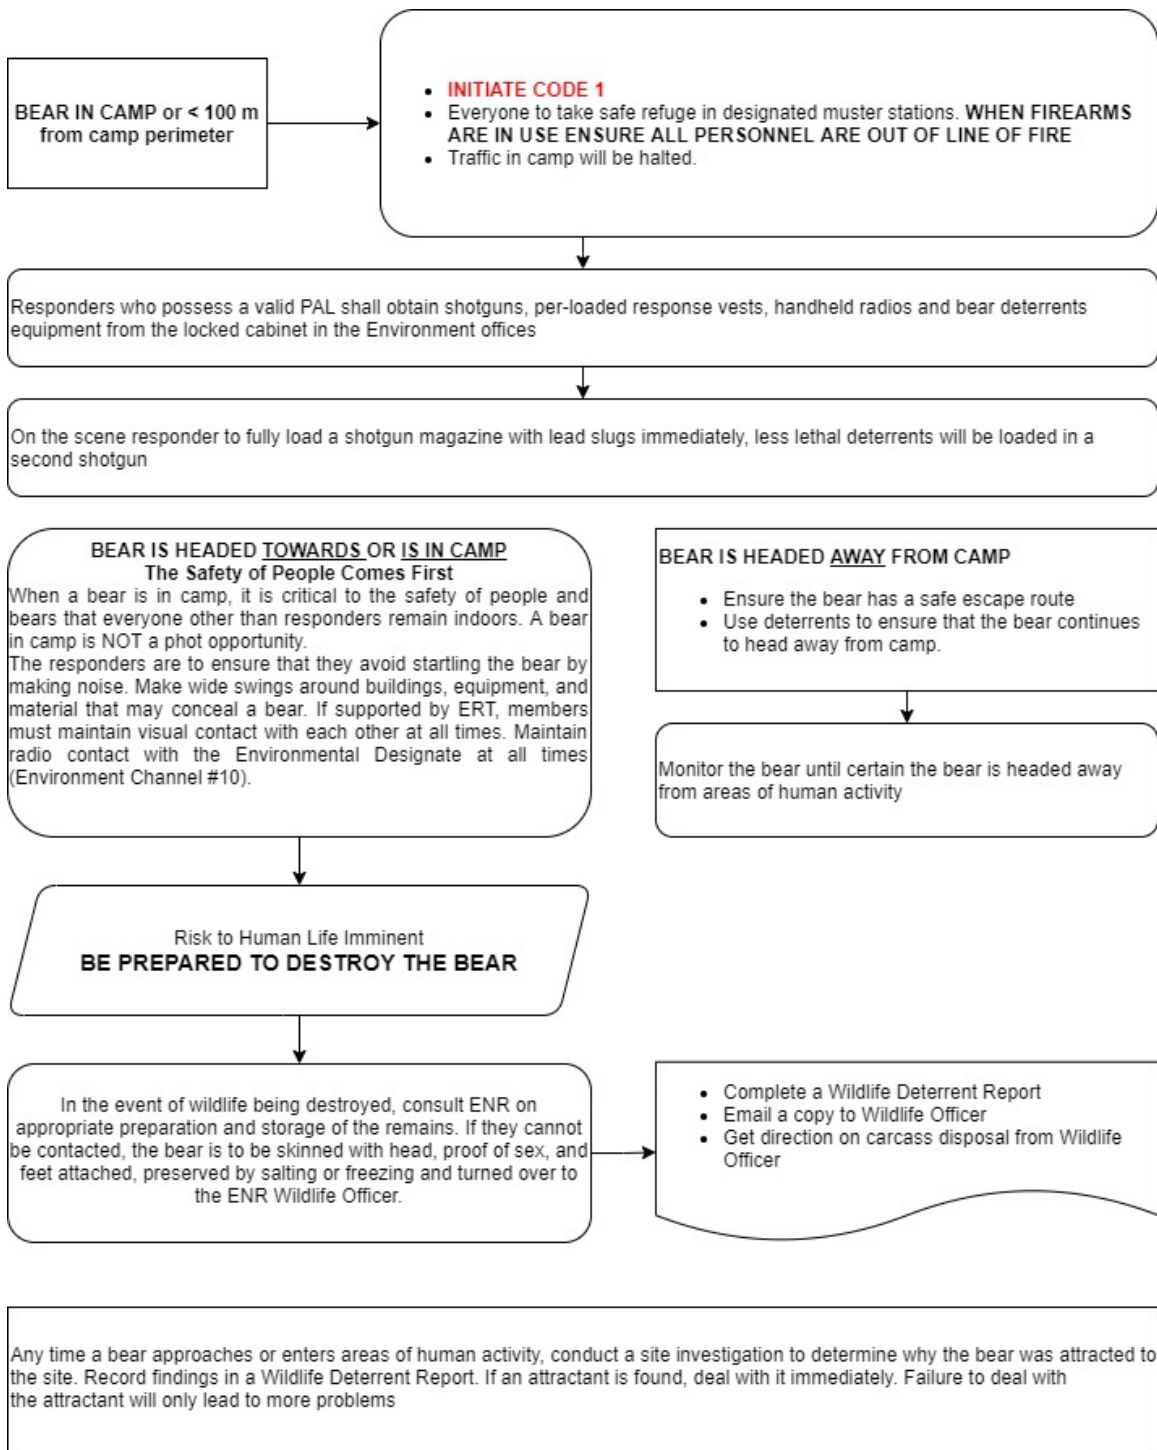 BEAR IN CAMP or < 100 m
from camp perimeter
INITIATE CODE 1
Everyone to take safe refuge in designated muster stations. WHEN FIREARMS
ARE IN USE ENSURE ALL PERSONNEL ARE OUT OF LINE OF FIRE
Traffic in camp will be halted.
Responders who possess a valid PAL shall obtain shotguns, per-loaded response vests, handheld radios and bear deterrents
equipment from the locked cabinet in the Environment offices
On the scene responder to fully load a shotgun magazine with lead slugs immediately, less lethal deterrents will be loaded in a
second shotgun
BEAR IS HEADED TOWARDS OR IS IN CAMP
The Safety of People Comes First
When a bear is in camp, it is critical to the safety of people and
bears that everyone other than responders remain indoors. A bear
in camp is NOT a phot opportunity.
The responders are to ensure that they avoid startling the bear by
making noise. Make wide swings around buildings, equipment, and
material that may conceal a bear. If supported by ERT, members
must maintain visual contact with each other at all times. Maintain
radio contact with the Environmental Designate at all times
(Environment Channel #10).
BEAR IS HEADED AWAY FROM CAMP
Ensure the bear has a safe escape route
Use deterrents to ensure that the bear continues
to head away from camp.
Monitor the bear until certain the bear is headed away
from areas of human activity
Risk to Human Life Imminent
BE PREPARED TO DESTROY THE BEAR
In the event of wildlife being destroyed, consult ENR on
appropriate preparation and storage of the remains. If they cannot
be contacted, the bear is to be skinned with head, proof of sex, and
feet attached, preserved by salting or freezing and turned over to
the ENR Wildlife Officer.
Complete a Wildlife Deterrent Report
Email a copy to Wildlife Officer
Get direction on carcass disposal from Wildlife
Officer
Any time a bear approaches or enters areas of human activity, conduct a site investigation to determine why the bear was attracted to
the site. Record findings in a Wildlife Deterrent Report. If an attractant is found, deal with it immediately. Failure to deal with
the attractant will only lead to more problems